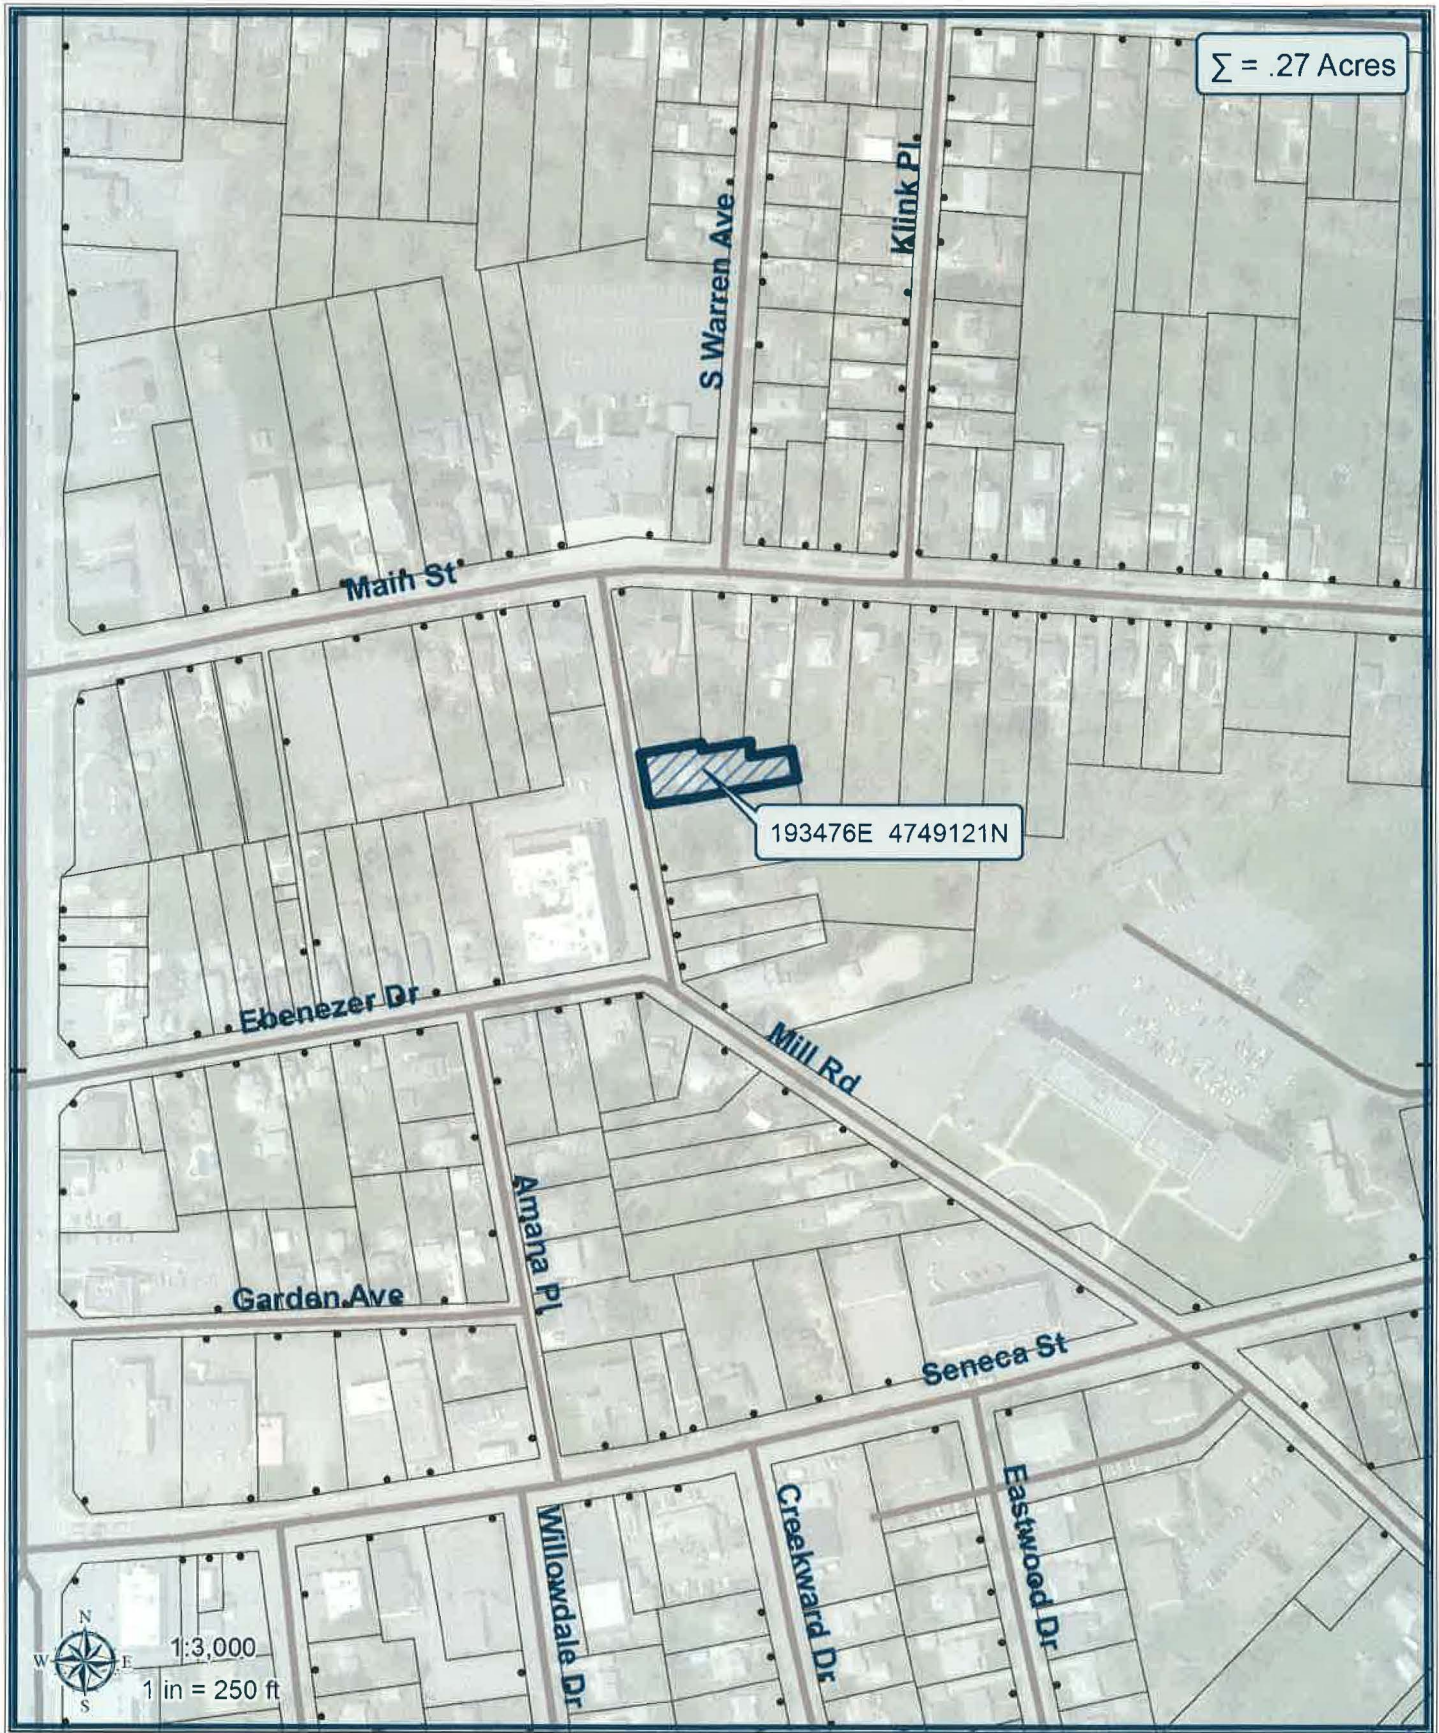 ∑ = .27 Acres
Klink Pl
S Warren Ave
Main St
193476E 4749121N
Ebenezer Dr
Mill Rd
Amana Pl
Garden Ave
Seneca St
Eastwood Dr
Creekward Dr
Willowdale Dr
N
W E
S
1:3,000
1 in = 250 ft